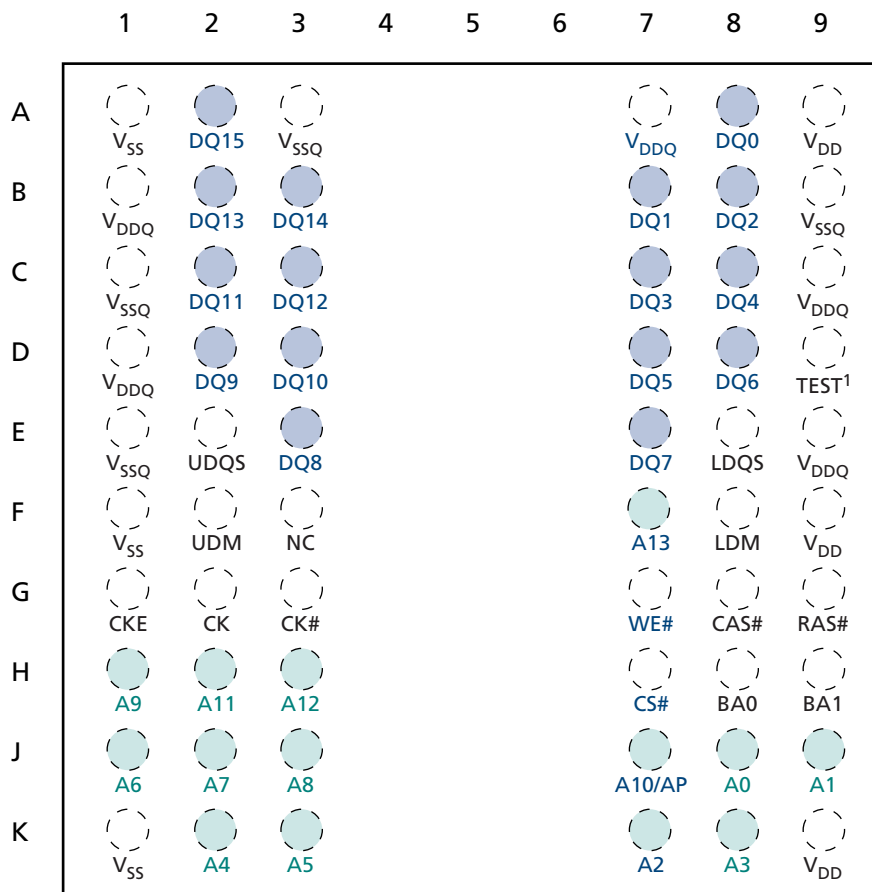 1 2 3 4 5 6 7 8 9
A
VSS DQ15 VSSQ VDDQ DQ0 VDD
B
VDDQ DQ13 DQ14 DQ1 DQ2 VSSQ
C
VSSQ DQ11 DQ12 DQ3 DQ4 VDDQ
D
VDDQ DQ9 DQ10 DQ5 DQ6 TEST1
E
VSSQ UDQS DQ8 DQ7 LDQS VDDQ
F
VSS UDM NC A13 LDM VDD
G
CKE CK CK# WE# CAS# RAS#
H
A9 A11 A12 CS# BA0 BA1
J
A6 A7 A8 A10/AP A0 A1
K
VSS A4 A5 A2 A3 VDD